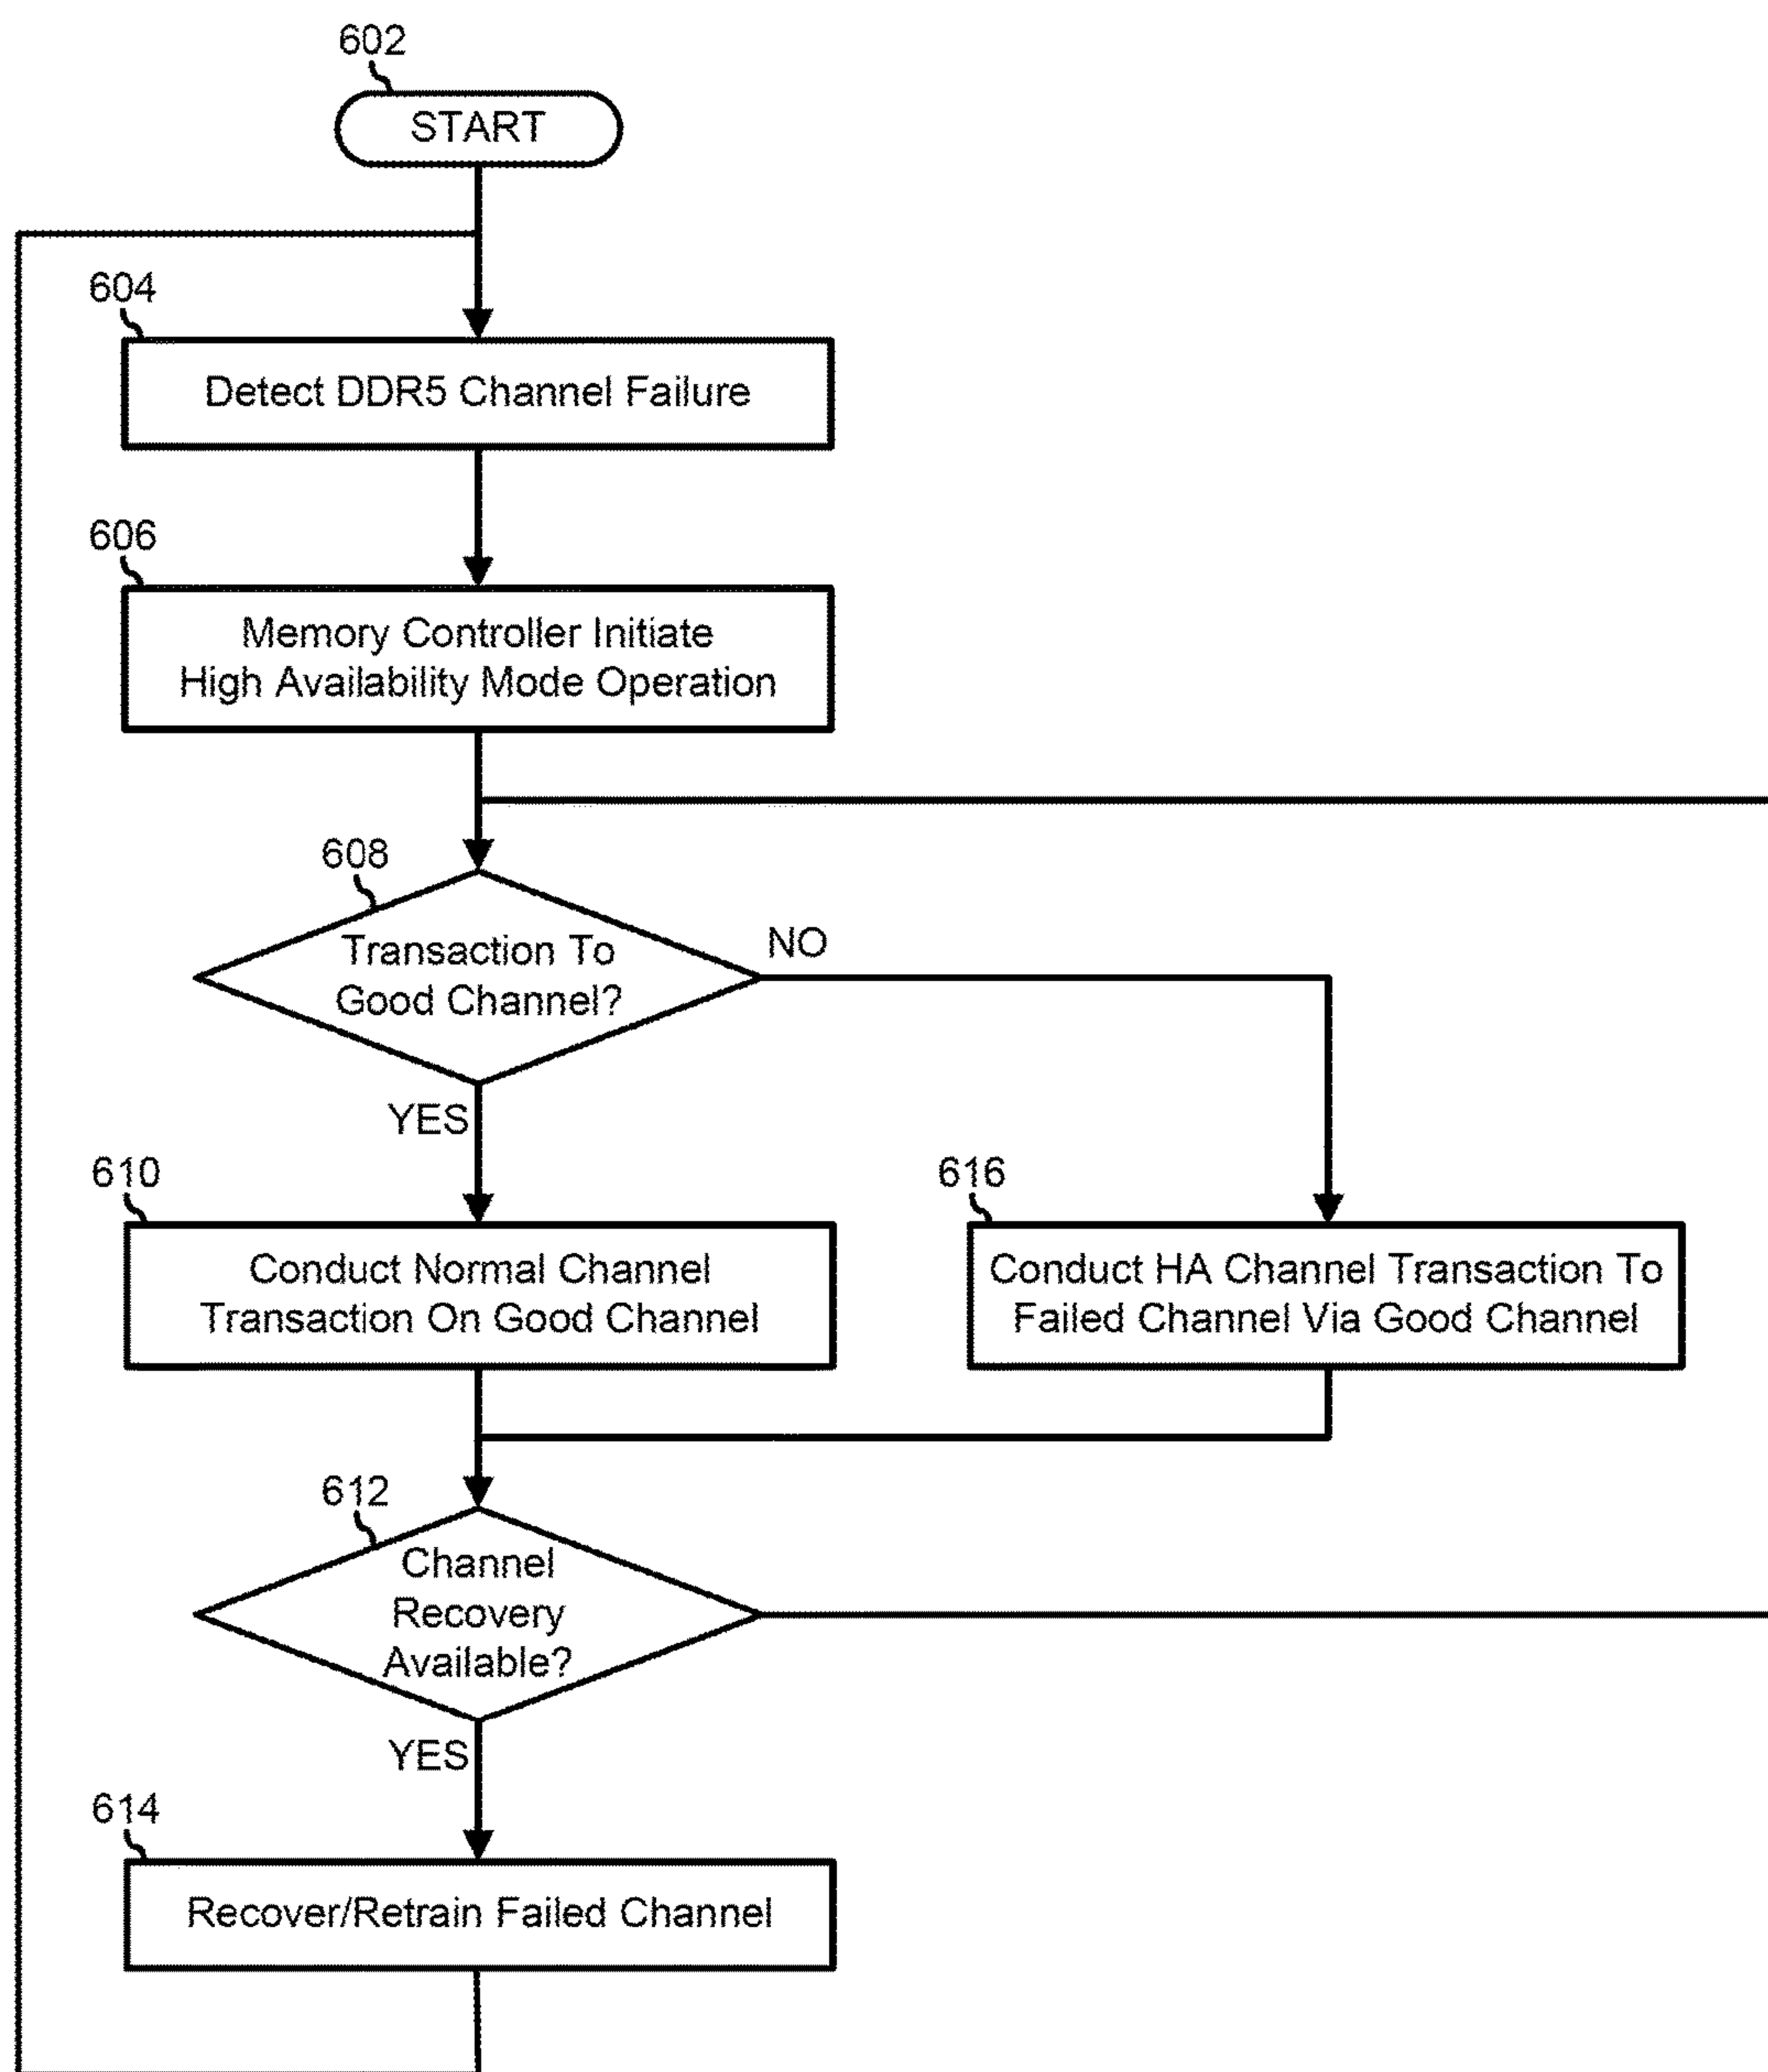 602
START
604
Detect DDR5 Channel Failure
606
Memory Controller Initiate
High Availability Mode Operation
608
Transaction To
Good Channel?
NO
YES
610
Conduct Normal Channel
Transaction On Good Channel
616
Conduct HA Channel Transaction To
Failed Channel Via Good Channel
612
Channel
Recovery
Available?
YES
614
Recover/Retrain Failed Channel